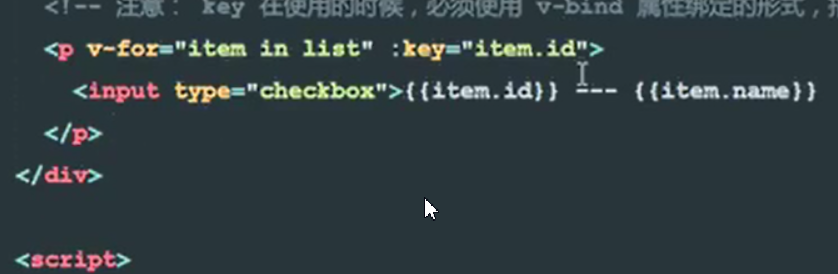 <!-- 注意： key 在使用的时候，必须使用 v-bind 属性绑定的形式，
<p v-for="item in list" :key="item.id">
<input type="checkbox">{{item.id}} --- {{item.name}}
</p>
</div>
<script>